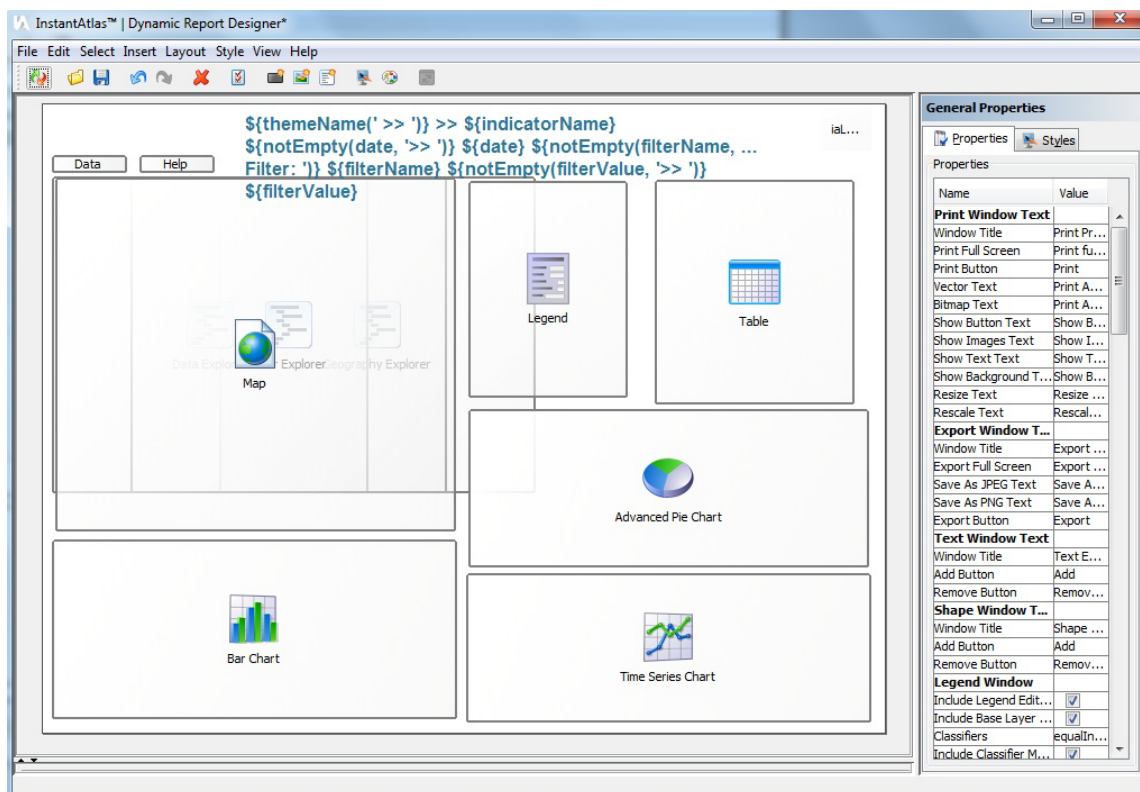 InstantAtlas™ | Dynamic Report Designer*
File Edit Select Insert Layout Style View Help
${themeName(' >> ')} >> ${indicatorName}
${notEmpty(date, '>> ')} ${date} ${notEmpty(filterName, ...
Filter: ')} ${filterName} ${notEmpty(filterValue, '>> ')}
${filterValue}
iaL...
Data Help
Legend
Table
Data Explorer Explorer Geography Explorer
Map
Advanced Pie Chart
Bar Chart
Time Series Chart
General Properties
Properties Styles
Properties
Name Value
Print Window Text
Window Title Print Pr...
Print Full Screen Print fu...
Print Button Print
Vector Text Print A...
Bitmap Text Print A...
Show Button Text Show B...
Show Images Text Show I...
Show Text Text Show T...
Show Background T... Show B...
Resize Text Resize ...
Rescale Text Rescal...
Export Window T...
Window Title Export ...
Export Full Screen Export ...
Save As JPEG Text Save A...
Save As PNG Text Save A...
Export Button Export
Text Window Text
Window Title Text E...
Add Button Add
Remove Button Remov...
Shape Window T...
Window Title Shape ...
Add Button Add
Remove Button Remov...
Legend Window
Include Legend Edit...
Include Base Layer ...
Classifiers equalIn...
Include Classifier M...